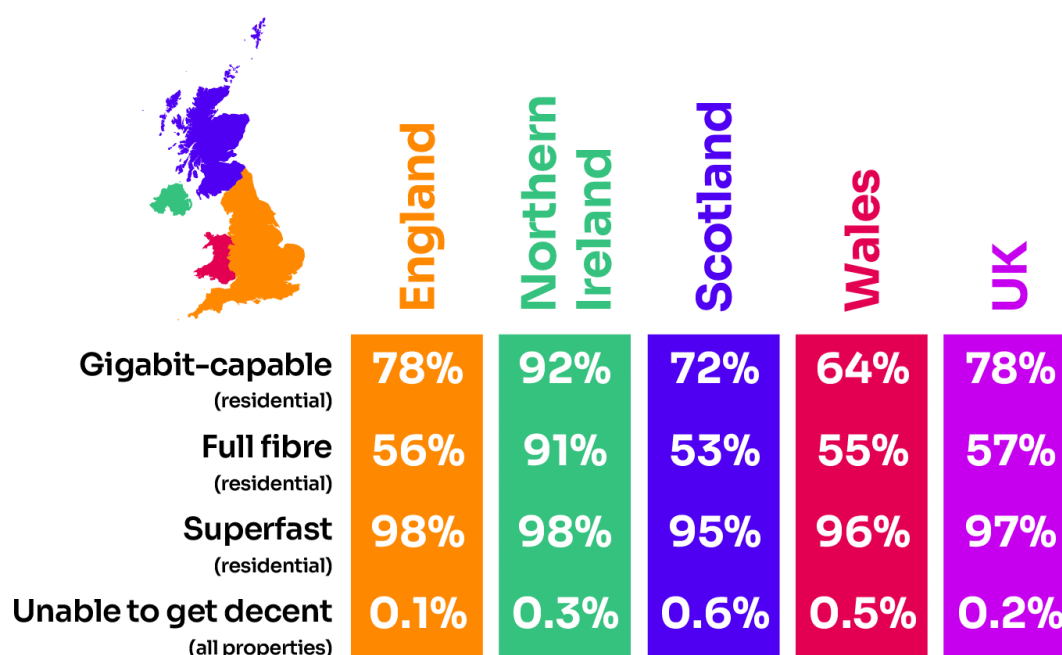 England
Northern
Ireland
Scotland
Wales
UK
Gigabit-capable 78% 92% 72% 64% 78%
(residential)
Full fibre 56% 91% 53% 55% 57%
(residential)
Superfast 98% 98% 95% 96% 97%
(residential)
Unable to get decent 0.1% 0.3% 0.6% 0.5% 0.2%
(all properties)